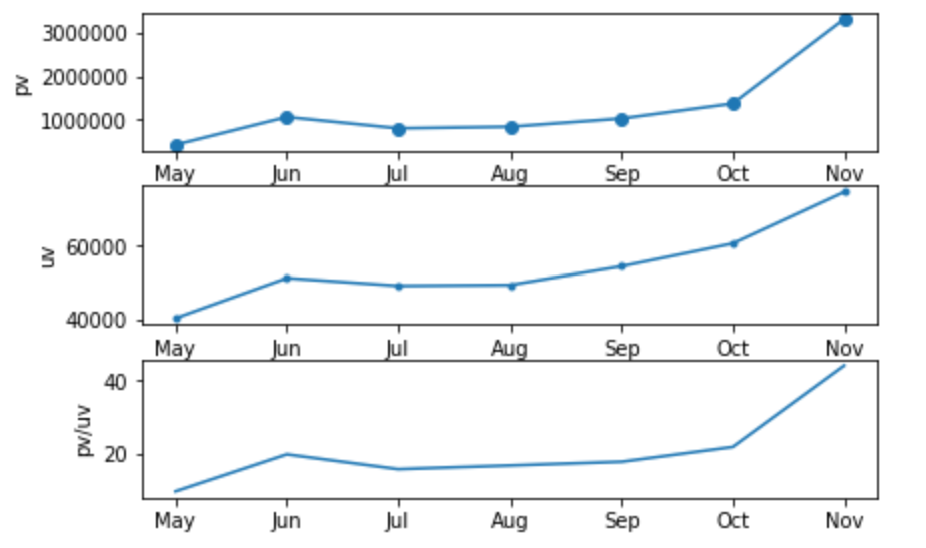 3000000
2000000
1000000
pv
May Jun Jul Aug Sep Oct Nov
60000
40000
uv
May Jun Jul Aug Sep Oct Nov
40
20
pv/uv
May Jun Jul Aug Sep Oct Nov